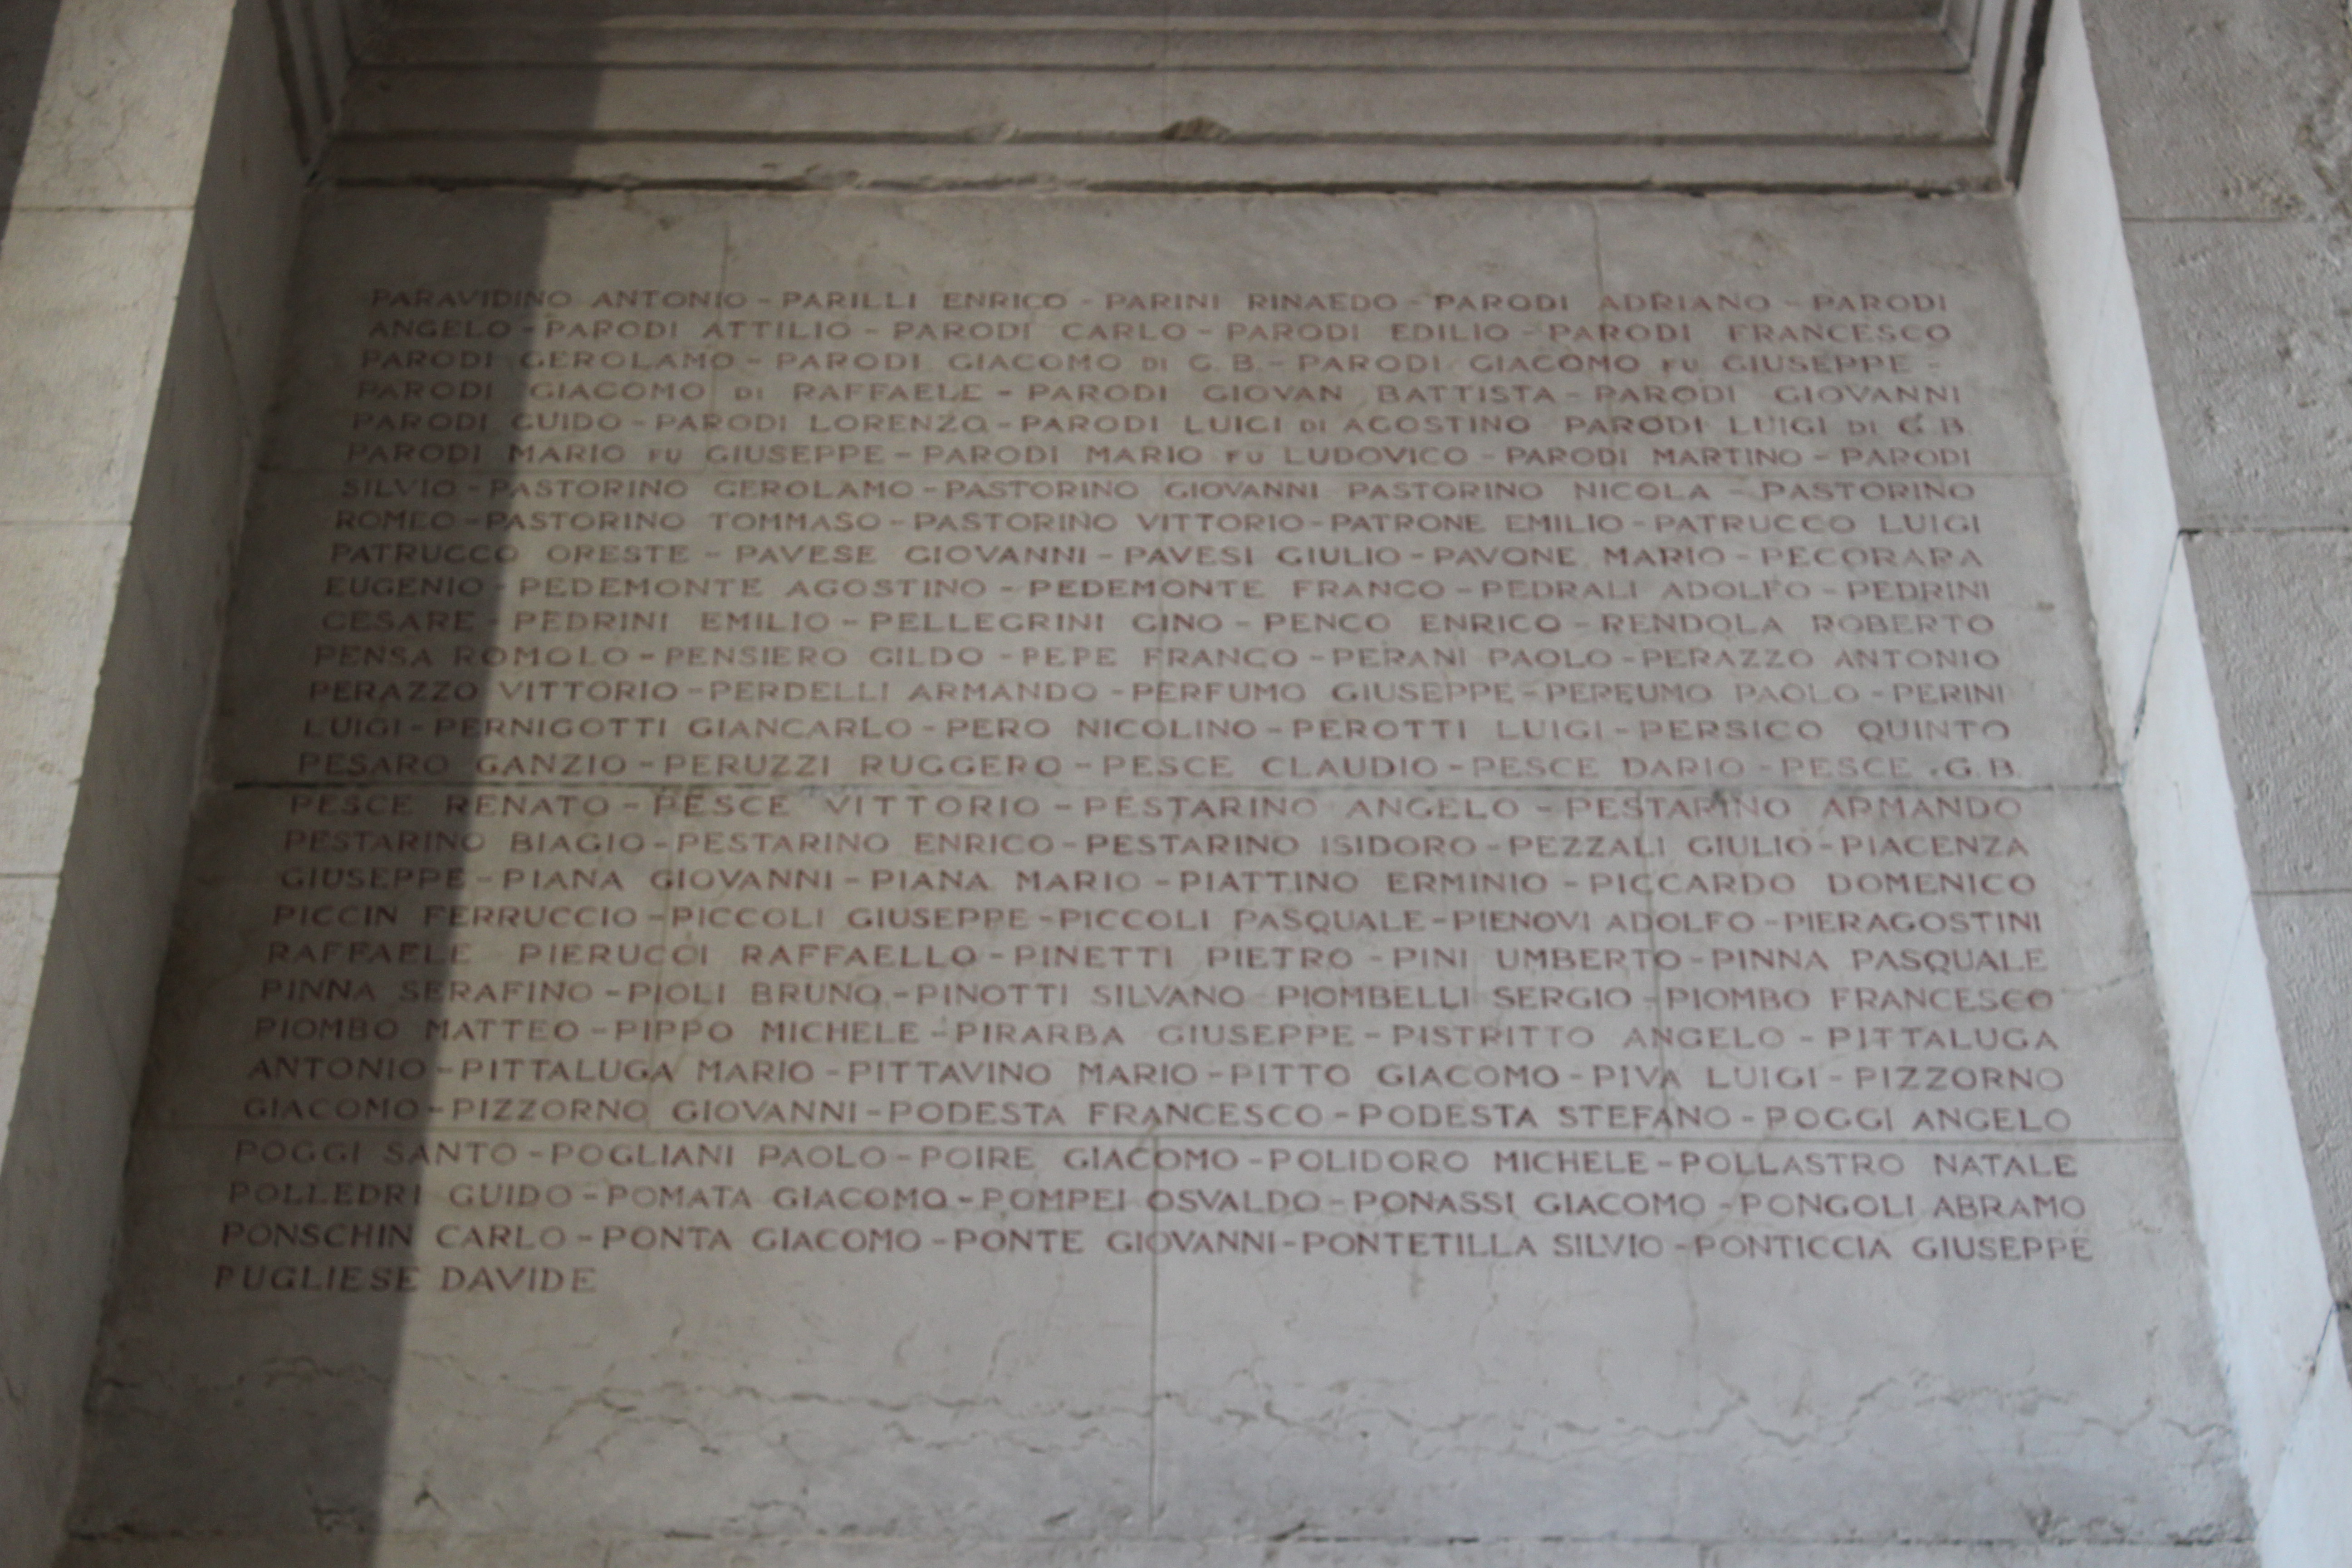 PARAVIDINO ANTONIO - PARILLI ENRICO - PARINI RINAEDO - PARODI ADRIANO - PARODI
ANGELO - PARODI ATTILIO - PARODI CARLO - PARODI EDILIO - PARODI FRANCESCO
PARODI GEROLAMO - PARODI GIACOMO DI G. B. - PARODI GIACOMO FU GIUSEPPE -
PARODI GIACOMO DI RAFFAELE - PARODI GIOVAN BATTISTA - PARODI GIOVANNI
PARODI GUIDO - PARODI LORENZO - PARODI LUIGI DI AGOSTINO PARODI LUIGI DI G. B.
PARODI MARIO FU GIUSEPPE - PARODI MARIO FU LUDOVICO - PARODI MARTINO - PARODI
SILVIO - PASTORINO GEROLAMO - PASTORINO GIOVANNI PASTORINO NICOLA - PASTORINO
ROMEO - PASTORINO TOMMASO - PASTORINO VITTORIO - PATRONE EMILIO - PATRUCCO LUIGI
PATRUCCO ORESTE - PAVESE GIOVANNI - PAVESI GIULIO - PAVONE MARIO - PECORARA
EUGENIO - PEDEMONTE AGOSTINO - PEDEMONTE FRANCO - PEDRALI ADOLFO - PEDRINI
CESARE - PEDRINI EMILIO - PELLEGRINI GINO - PENCO ENRICO - RENDOLA ROBERTO
PENSA ROMOLO - PENSIERO GILDO - PEPE FRANCO - PERANI PAOLO - PERAZZO ANTONIO
PERAZZO VITTORIO - PERDELLI ARMANDO - PERFUMO GIUSEPPE - PEREUMO PAOLO - PERINI
LUIGI - PERNIGOTTI GIANCARLO - PERO NICOLINO - PEROTTI LUIGI - PERSICO QUINTO
PESARO GANZIO - PERUZZI RUGGERO - PESCE CLAUDIO - PESCE DARIO - PESCE G. B.
PESCE RENATO - PESCE VITTORIO - PESTARINO ANGELO - PESTARINO ARMANDO
PESTARINO BIAGIO - PESTARINO ENRICO - PESTARINO ISIDORO - PEZZALI GIULIO - PIACENZA
GIUSEPPE - PIANA GIOVANNI - PIANA MARIO - PIATTINO ERMINIO - PICCARDO DOMENICO
PICCIN FERRUCCIO - PICCOLI GIUSEPPE - PICCOLI PASQUALE - PIENOVI ADOLFO - PIERAGOSTINI
RAFFAELE PIERUCCI RAFFAELLO - PINETTI PIETRO - PINI UMBERTO - PINNA PASQUALE
PINNA SERAFINO - PIOLI BRUNO - PINOTTI SILVANO PIOMBELLI SERGIO - PIOMBO FRANCESCO
PIOMBO MATTEO - PIPPO MICHELE - PIRARBA GIUSEPPE - PISTRITTO ANGELO - PITTALUGA
ANTONIO - PITTALUGA MARIO - PITTAVINO MARIO - PITTO GIACOMO - PIVA LUIGI - PIZZORNO
GIACOMO - PIZZORNO GIOVANNI - PODESTA FRANCESCO - PODESTA STEFANO - POGGI ANGELO
POGGI SANTO - POGLIANI PAOLO - POIRE GIACOMO - POLIDORO MICHELE - POLLASTRO NATALE
POLLEDRI GUIDO - POMATA GIACOMO - POMPEI OSVALDO - PONASSI GIACOMO - PONGOLI ABRAMO
PONSCHIN CARLO - PONTA GIACOMO - PONTE GIOVANNI - PONTETILLA SILVIO - PONTICCIA GIUSEPPE
PUGLIESE DAVIDE